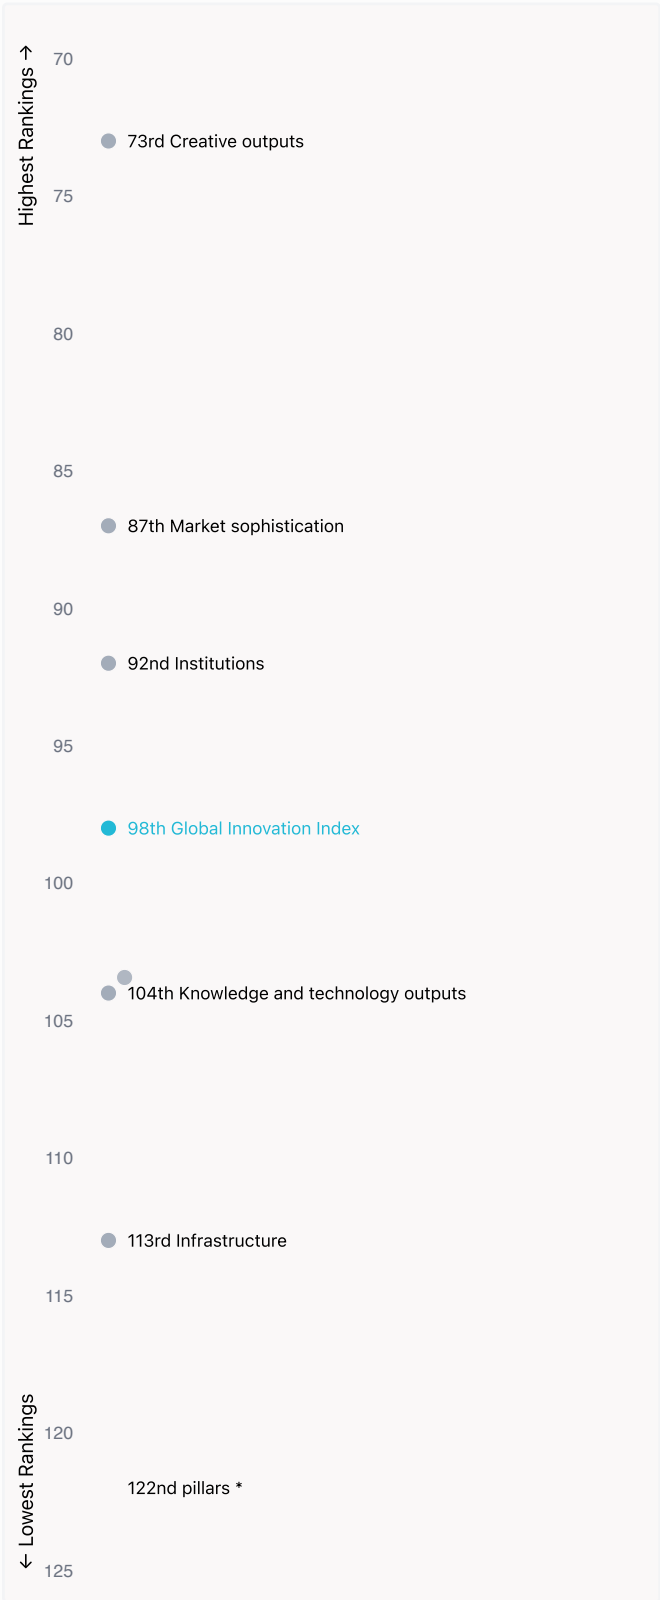 Highest Rankings →
70
73rd Creative outputs
75
80
85
87th Market sophistication
90
92nd Institutions
95
98th Global Innovation Index
100
104th Knowledge and technology outputs
105
110
113rd Infrastructure
115
← Lowest Rankings
120
122nd pillars *
125